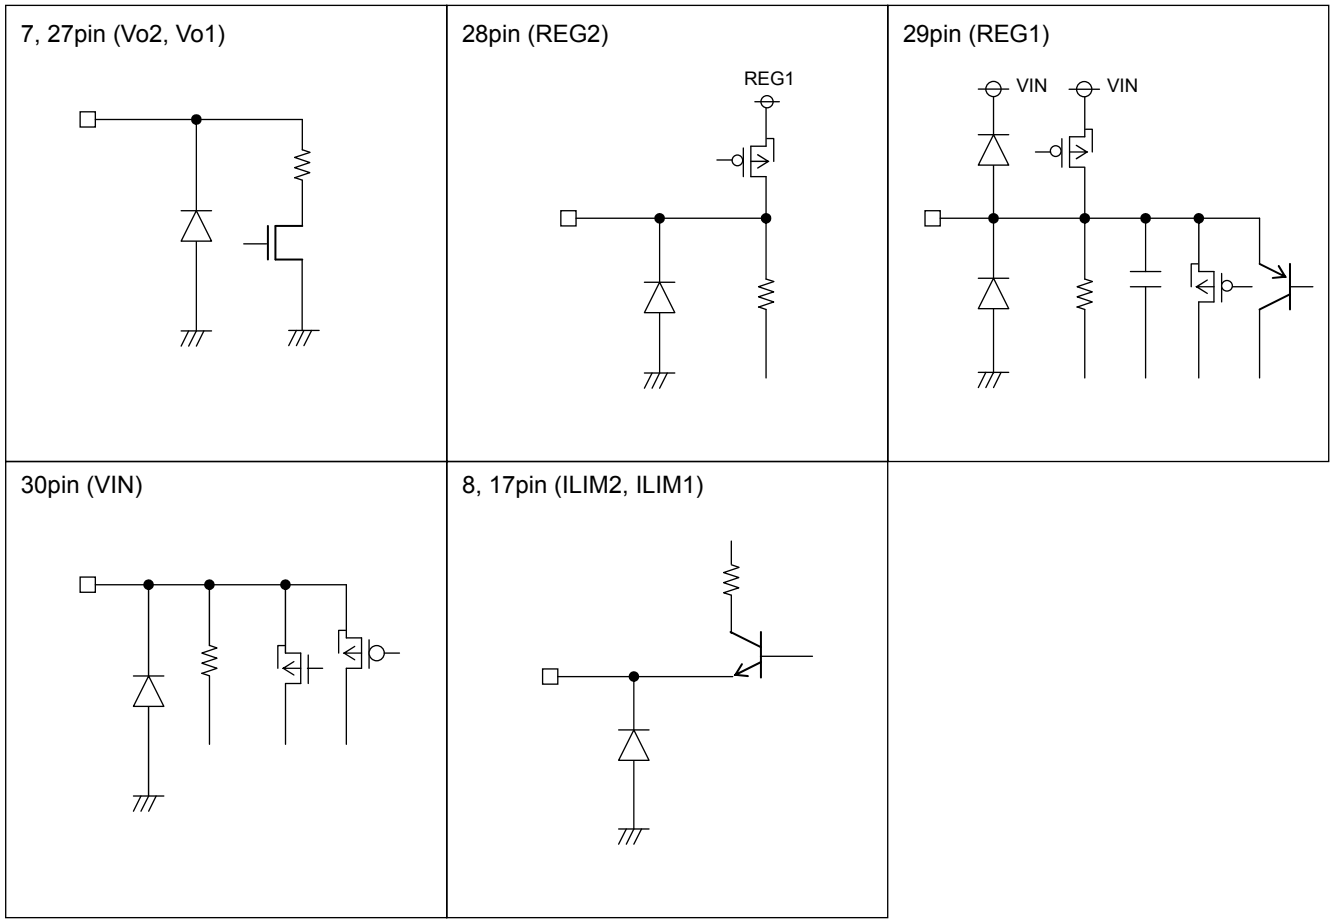 7, 27pin (Vo2, Vo1)
28pin (REG2)
29pin (REG1)
REG1
VIN
VIN
30pin (VIN)
8, 17pin (ILIM2, ILIM1)